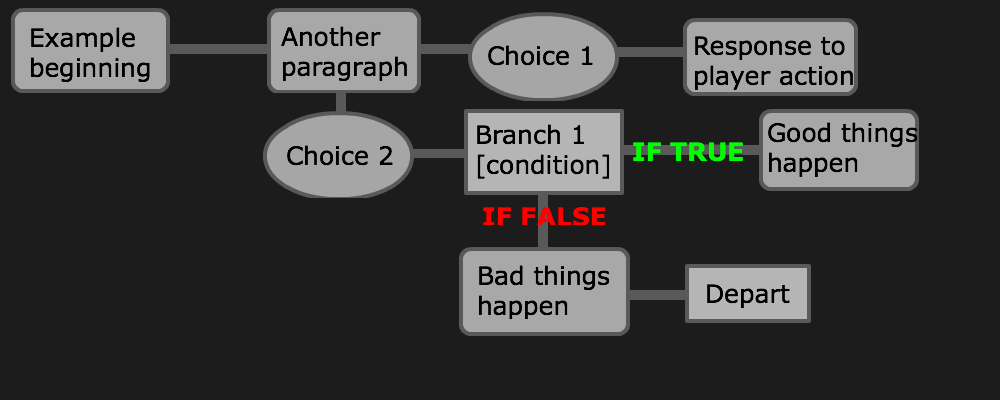 Example
beginning
Another
paragraph
Choice 1
Response to
player action
Choice 2
Branch 1
[condition]
IF TRUE
Good things
happen
IF FALSE
Bad things
happen
Depart